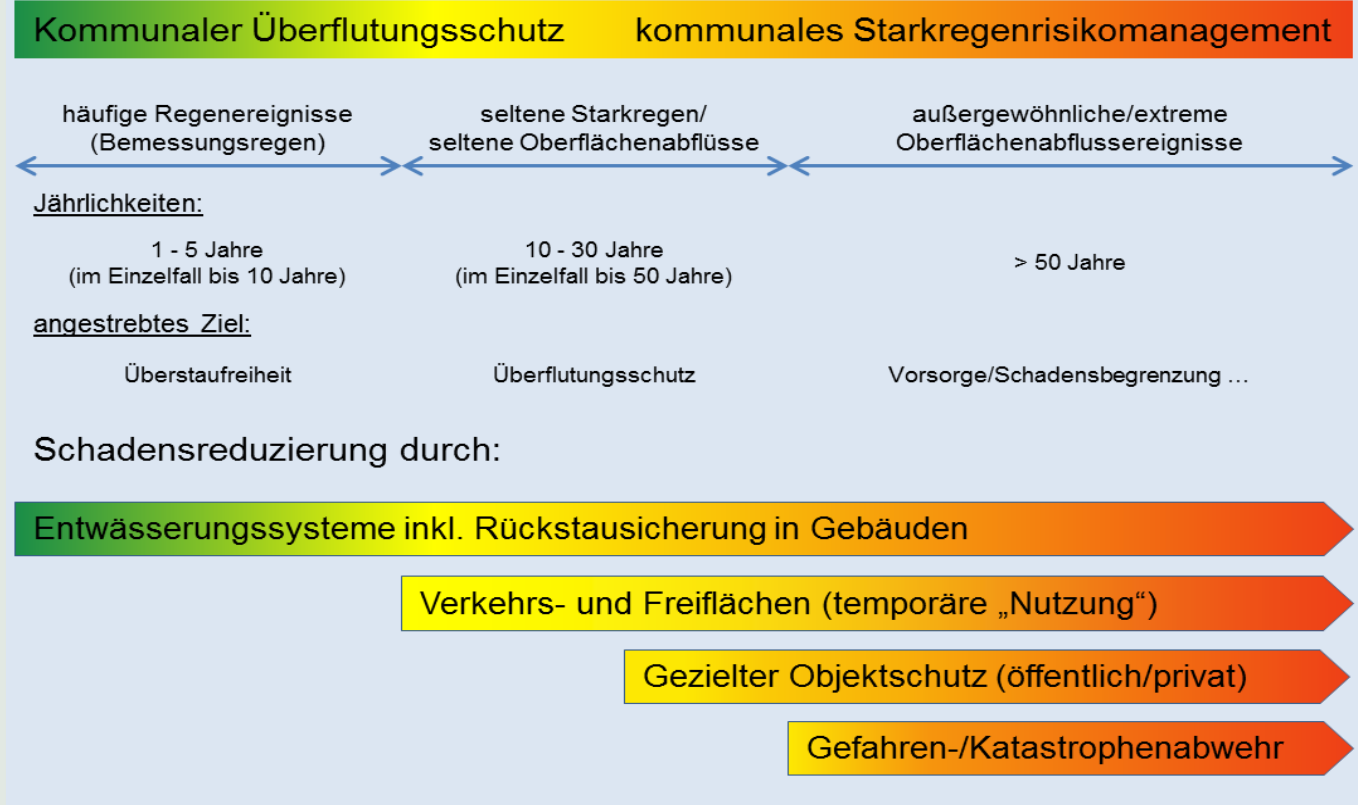 Kommunaler Überflutungsschutz kommunales Starkregenrisikomanagement
häufige Regenereignisse
(Bemessungsregen)
seltene Starkregen/
seltene Oberflächenabflüsse
außergewöhnliche/extreme
Oberflächenabflussereignisse
Jährlichkeiten:
1 - 5 Jahre
(im Einzelfall bis 10 Jahre)
10 - 30 Jahre
(im Einzelfall bis 50 Jahre)
> 50 Jahre
angestrebtes Ziel:
Überstaufreiheit
Überflutungsschutz
Vorsorge/Schadensbegrenzung ...
Schadensreduzierung durch:
Entwässerungssysteme inkl. Rückstausicherung in Gebäuden
Verkehrs- und Freiflächen (temporäre „Nutzung“)
Gezielter Objektschutz (öffentlich/privat)
Gefahren-/Katastrophenabwehr